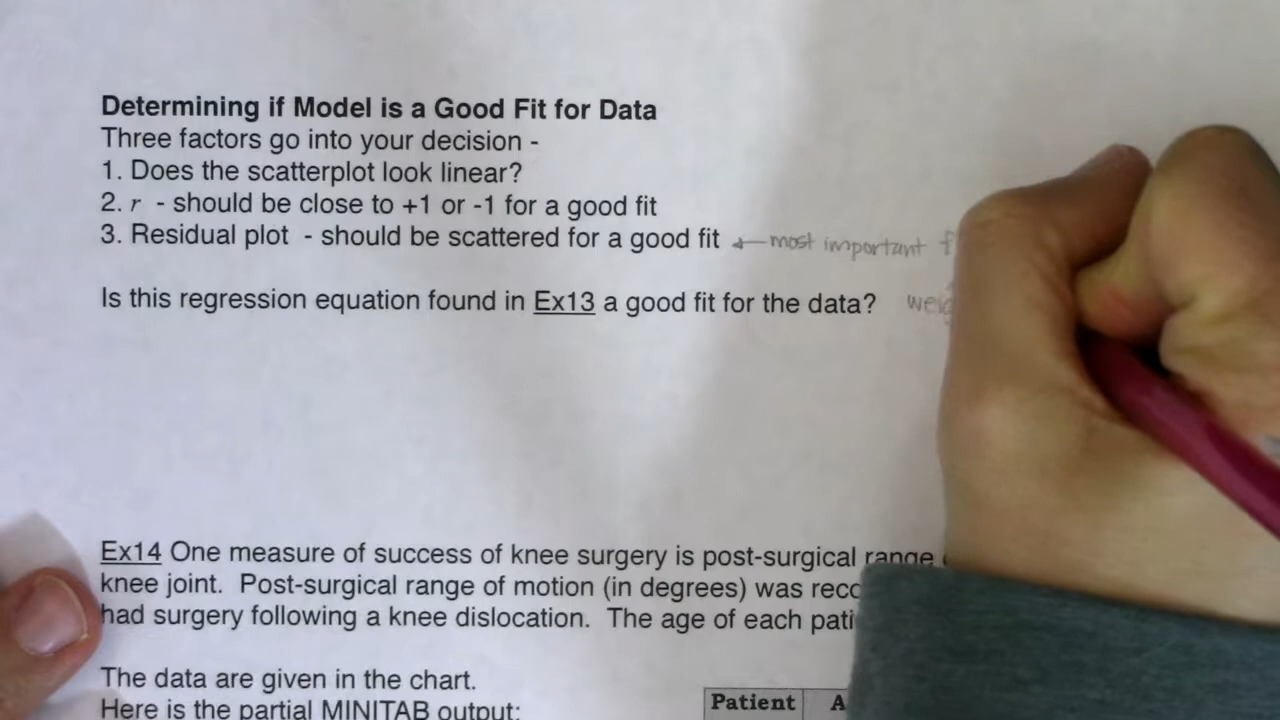 Determining if Model is a Good Fit for Data
Three factors go into your decision -
1. Does the scatterplot look linear?
2. r - should be close to +1 or -1 for a good fit
3. Residual plot - should be scattered for a good fit ← most important
Is this regression equation found in Ex13 a good fit for the data?
Ex14 One measure of success of knee surgery is post-surgical range
knee joint. Post-surgical range of motion (in degrees) was
had surgery following a knee dislocation. The age of each
The data are given in the chart.
Here is the partial MINITAB output:
Patient